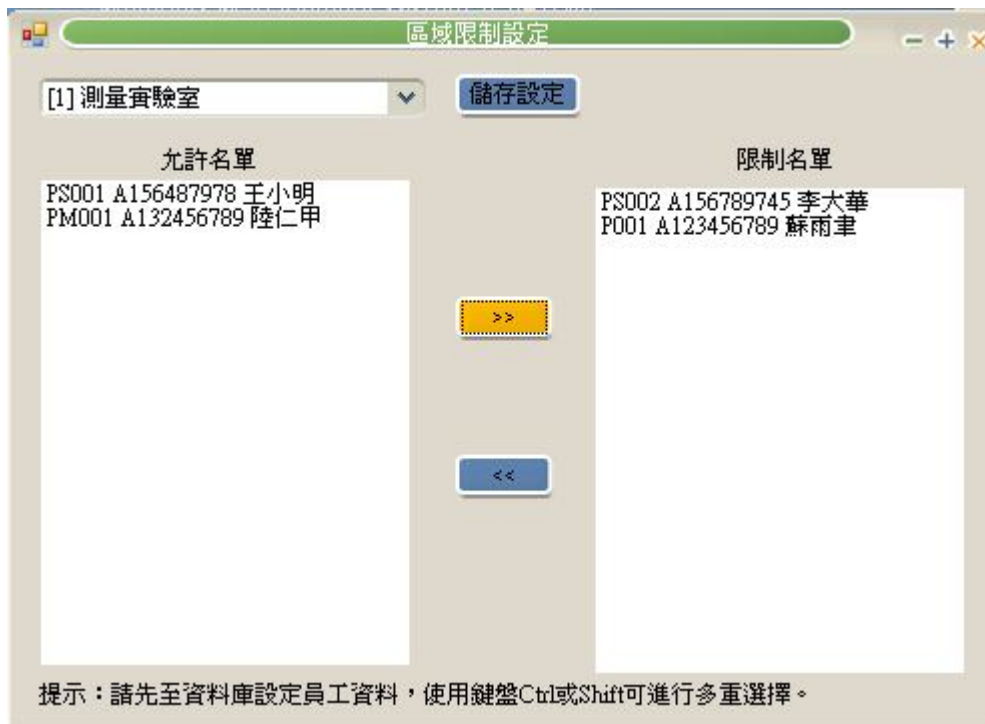 區域限制設定
[1] 測量實驗室
儲存設定
允許名單
PS001 A156487978 王小明
PM001 A132456789 陸仁甲
限制名單
PS002 A156789745 李大華
P001 A123456789 蘇雨聿
>>
<<
提示：請先至資料庫設定員工資料，使用鍵盤Ctrl或Shift可進行多重選擇。